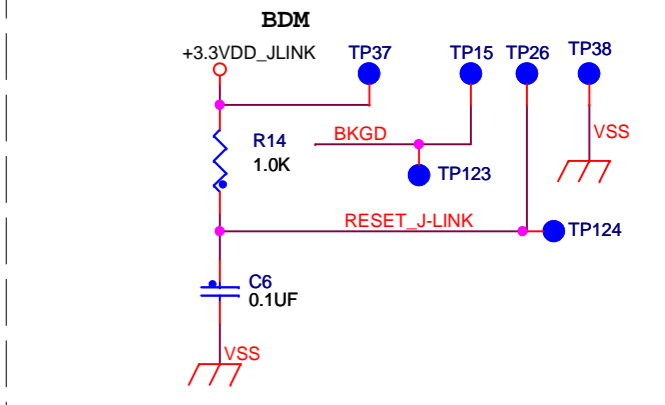 BDM
+3.3VDD_JLINK
TP37
TP15
TP26
TP38
R14
1.0K
BKGD
VSS
TP123
RESET_J-LINK
TP124
C6
0.1UF
VSS